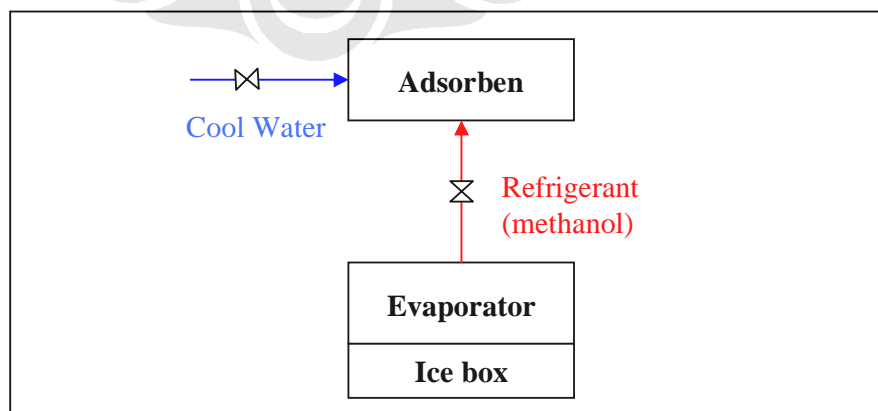 Adsorben
Cool Water
Refrigerant
(methanol)
Evaporator
Ice box